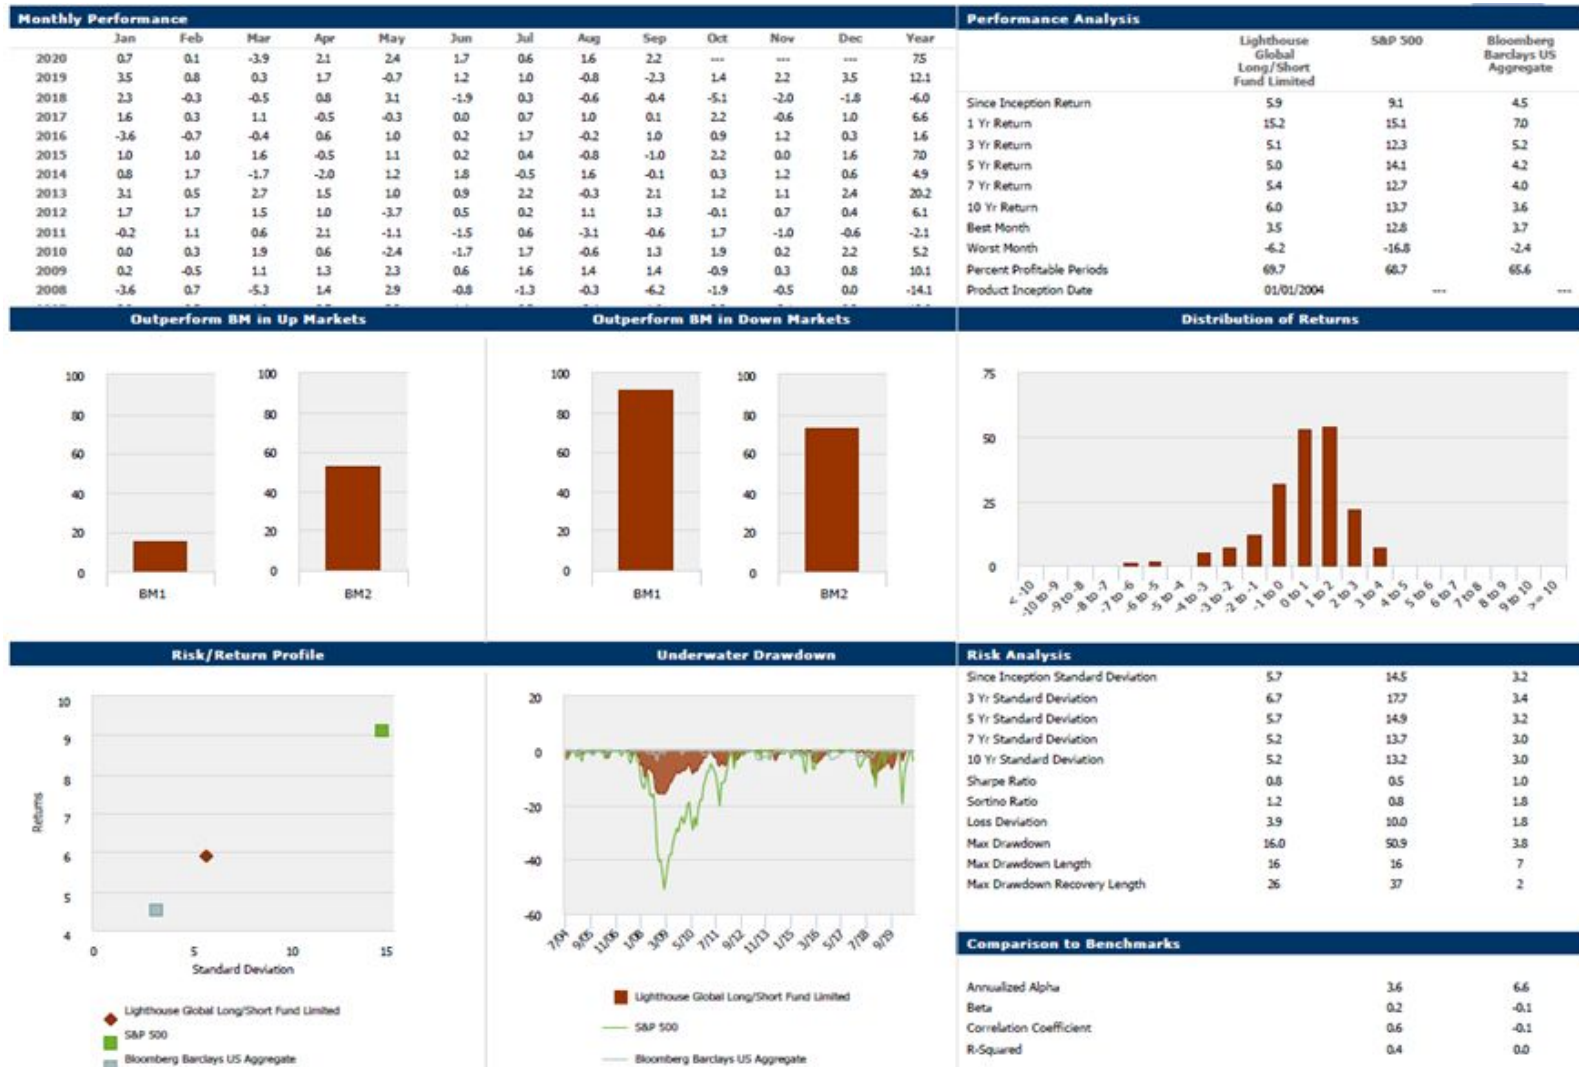 Monthly Performance
Jan Feb Mar Apr May Jun Jul Aug Sep Oct Nov Dec Year
2020 0.7 0.1 -3.9 2.1 2.4 1.7 0.6 1.6 2.2 --- --- --- 7.5
2019 3.5 0.8 0.3 1.7 -0.7 1.2 1.0 -0.8 -2.3 1.4 2.2 3.5 12.1
2018 2.3 -0.3 -0.5 0.8 3.1 -1.9 0.3 -0.6 -0.4 -5.1 -2.0 -1.8 -6.0
2017 1.6 0.3 1.1 -0.5 -0.3 0.0 0.7 1.0 0.1 2.2 -0.6 1.0 6.6
2016 -3.6 -0.7 -0.4 0.6 1.0 0.2 1.7 -0.2 1.0 0.9 1.2 0.3 1.6
2015 1.0 1.0 1.6 -0.5 1.1 0.2 0.4 -0.8 -1.0 2.2 0.0 1.6 7.0
2014 0.8 1.7 -1.7 -2.0 1.2 1.8 -0.5 1.6 -0.1 0.3 1.2 0.6 4.9
2013 3.1 0.5 2.7 1.5 1.0 0.9 2.2 -0.3 2.1 1.2 1.1 2.4 20.2
2012 1.7 1.7 1.5 1.0 -3.7 0.5 0.2 1.1 1.3 -0.1 0.7 0.4 6.1
2011 -0.2 1.1 0.6 2.1 -1.1 -1.5 0.6 -3.1 -0.6 1.7 -1.0 -0.6 -2.1
2010 0.0 0.3 1.9 0.6 -2.4 -1.7 1.7 -0.6 1.3 1.9 0.2 2.2 5.2
2009 0.2 -0.5 1.1 1.3 2.3 0.6 1.6 1.4 1.4 -0.9 0.3 0.8 10.1
2008 -3.6 0.7 -5.3 1.4 2.9 -0.8 -1.3 -0.3 -6.2 -1.9 -0.5 0.0 -14.1
Performance Analysis
Lighthouse S&P 500 Bloomberg
Global Barclays US
Long/Short Aggregate
Fund Limited
Since Inception Return 5.9 9.1 4.5
1 Yr Return 15.2 15.1 7.0
3 Yr Return 5.1 12.3 5.2
5 Yr Return 5.0 14.1 4.2
7 Yr Return 5.4 12.7 4.0
10 Yr Return 6.0 13.7 3.6
Best Month 3.5 12.8 3.7
Worst Month -6.2 -16.8 -2.4
Percent Profitable Periods 69.7 68.7 65.6
Product Inception Date 01/01/2004 --- ---
Outperform BM in Up Markets
100 100
80 80
60 60
40 40
20 20
0 0
BM1 BM2
Outperform BM in Down Markets
100 100
80 80
60 60
40 40
20 20
0 0
BM1 BM2
Distribution of Returns
75
50
25
0
< -10 -10 to -9 -9 to -8 -8 to -7 -7 to -6 -6 to -5 -5 to -4 -4 to -3 -3 to -2 -2 to -1 -1 to 0 0 to 1 1 to 2 2 to 3 3 to 4 4 to 5 5 to 6 6 to 7 7 to 8 8 to 9 9 to 10 >= 10
Risk/Return Profile
10
9
8
7
6
5
4
Returns
0 5 10 15
Standard Deviation
Lighthouse Global Long/Short Fund Limited
S&P 500
Bloomberg Barclays US Aggregate
Underwater Drawdown
20
0
-20
-40
-60
7/04 9/05 11/06 1/08 3/09 5/10 7/11 9/12 11/13 1/15 3/16 5/17 7/18 9/19
Lighthouse Global Long/Short Fund Limited
S&P 500
Bloomberg Barclays US Aggregate
Risk Analysis
Since Inception Standard Deviation 5.7 14.5 3.2
3 Yr Standard Deviation 6.7 17.7 3.4
5 Yr Standard Deviation 5.7 14.9 3.2
7 Yr Standard Deviation 5.2 13.7 3.0
10 Yr Standard Deviation 5.2 13.2 3.0
Sharpe Ratio 0.8 0.5 1.0
Sortino Ratio 1.2 0.8 1.8
Loss Deviation 3.9 10.0 1.8
Max Drawdown 16.0 50.9 3.8
Max Drawdown Length 16 16 7
Max Drawdown Recovery Length 26 37 2
Comparison to Benchmarks
Annualized Alpha 3.6 6.6
Beta 0.2 -0.1
Correlation Coefficient 0.6 -0.1
R-Squared 0.4 0.0